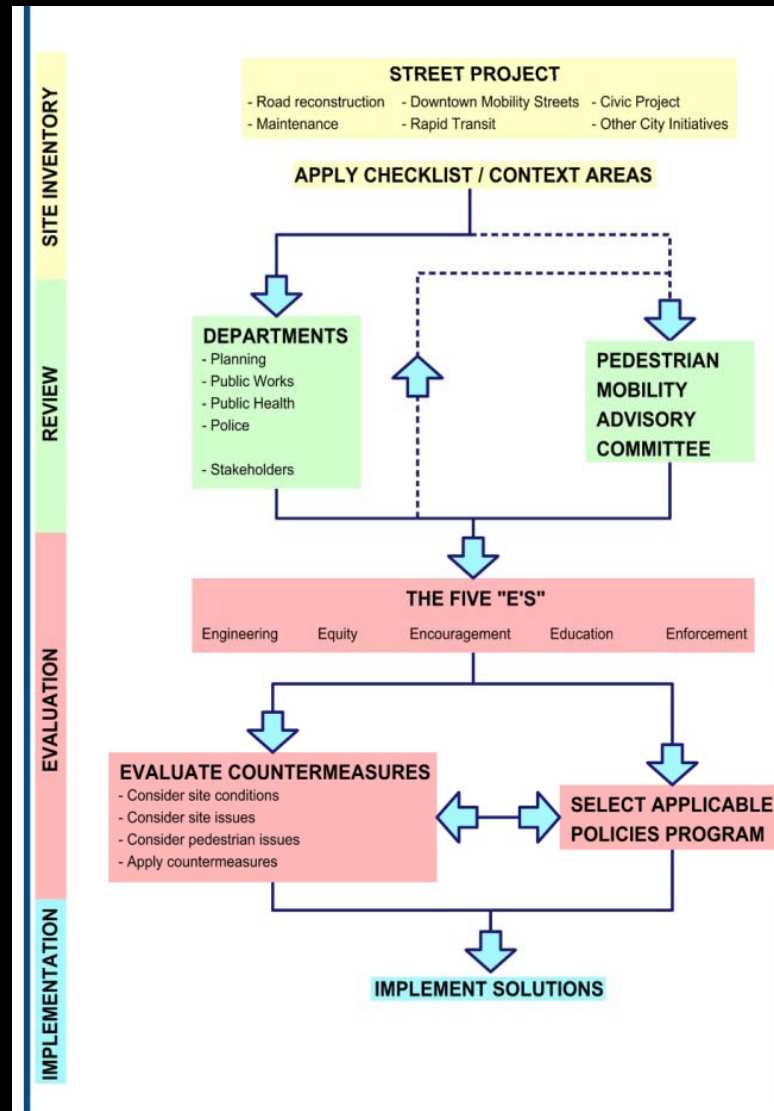 SITE INVENTORY
STREET PROJECT
- Road reconstruction - Downtown Mobility Streets - Civic Project
- Maintenance - Rapid Transit - Other City Initiatives
APPLY CHECKLIST / CONTEXT AREAS
REVIEW
DEPARTMENTS
- Planning
- Public Works
- Public Health
- Police
- Stakeholders
PEDESTRIAN
MOBILITY
ADVISORY
COMMITTEE
EVALUATION
THE FIVE "E'S"
Engineering Equity Encouragement Education Enforcement
EVALUATE COUNTERMEASURES
- Consider site conditions
- Consider site issues
- Consider pedestrian issues
- Apply countermeasures
SELECT APPLICABLE
POLICIES PROGRAM
IMPLEMENTATION
IMPLEMENT SOLUTIONS